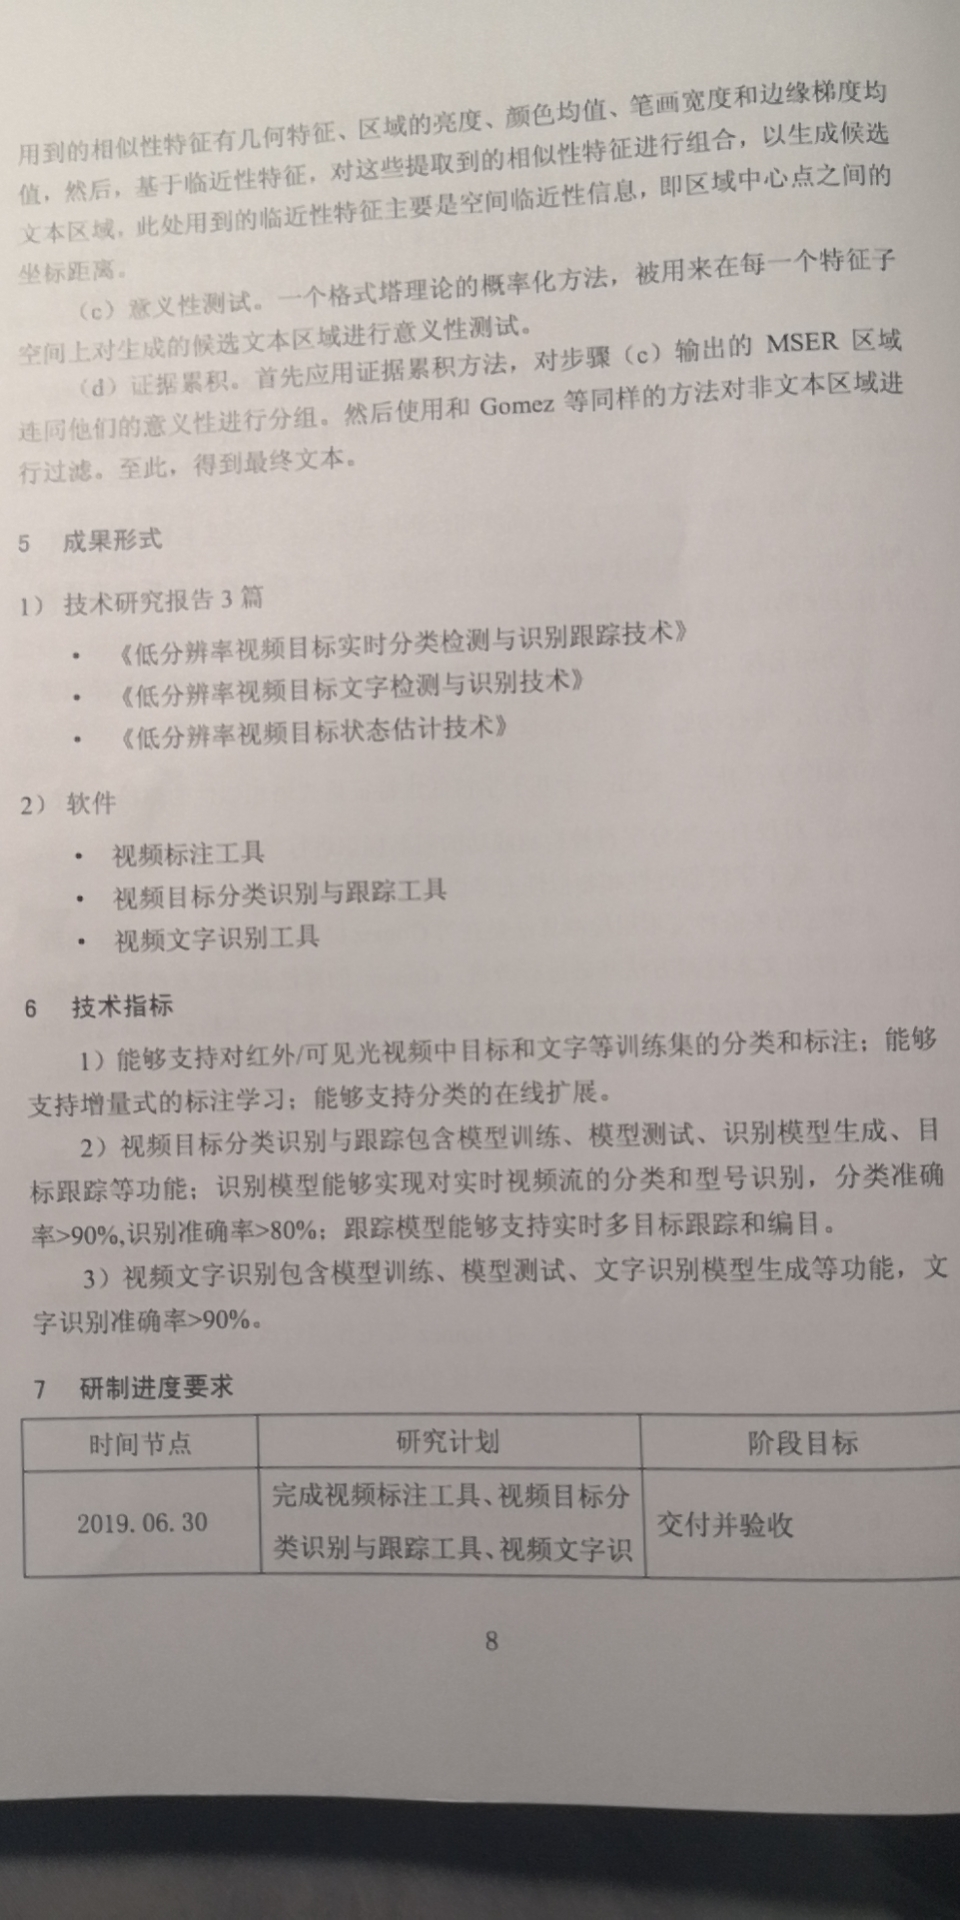 用到的相似性特征有几何特征、区域的亮度、颜色均值、笔画宽度和边缘梯度均
值，然后，基于临近性特征，对这些提取到的相似性特征进行组合，以生成候选
文本区域，此处用到的临近性特征主要是空间临近性信息，即区域中心点之间的
坐标距离。
（c）意义性测试。一个格式塔理论的概率化方法，被用来在每一个特征子
空间上对生成的候选文本区域进行意义性测试。
（d）证据累积。首先应用证据累积方法，对步骤（c）输出的 MSER 区域
连同他们的意义性进行分组。然后使用和 Gomez 等同样的方法对非文本区域进
行过滤。至此，得到最终文本。
5 成果形式
1） 技术研究报告 3 篇
• 《低分辨率视频目标实时分类检测与识别跟踪技术》
• 《低分辨率视频目标文字检测与识别技术》
• 《低分辨率视频目标状态估计技术》
2） 软件
• 视频标注工具
• 视频目标分类识别与跟踪工具
• 视频文字识别工具
6 技术指标
1）能够支持对红外/可见光视频中目标和文字等训练集的分类和标注；能够
支持增量式的标注学习；能够支持分类的在线扩展。
2）视频目标分类识别与跟踪包含模型训练、模型测试、识别模型生成、目
标跟踪等功能；识别模型能够实现对实时视频流的分类和型号识别，分类准确
率>90%,识别准确率>80%；跟踪模型能够支持实时多目标跟踪和编目。
3）视频文字识别包含模型训练、模型测试、文字识别模型生成等功能，文
字识别准确率>90%。
7 研制进度要求
时间节点 研究计划 阶段目标
完成视频标注工具、视频目标分
2019.06.30 交付并验收
类识别与跟踪工具、视频文字识
8